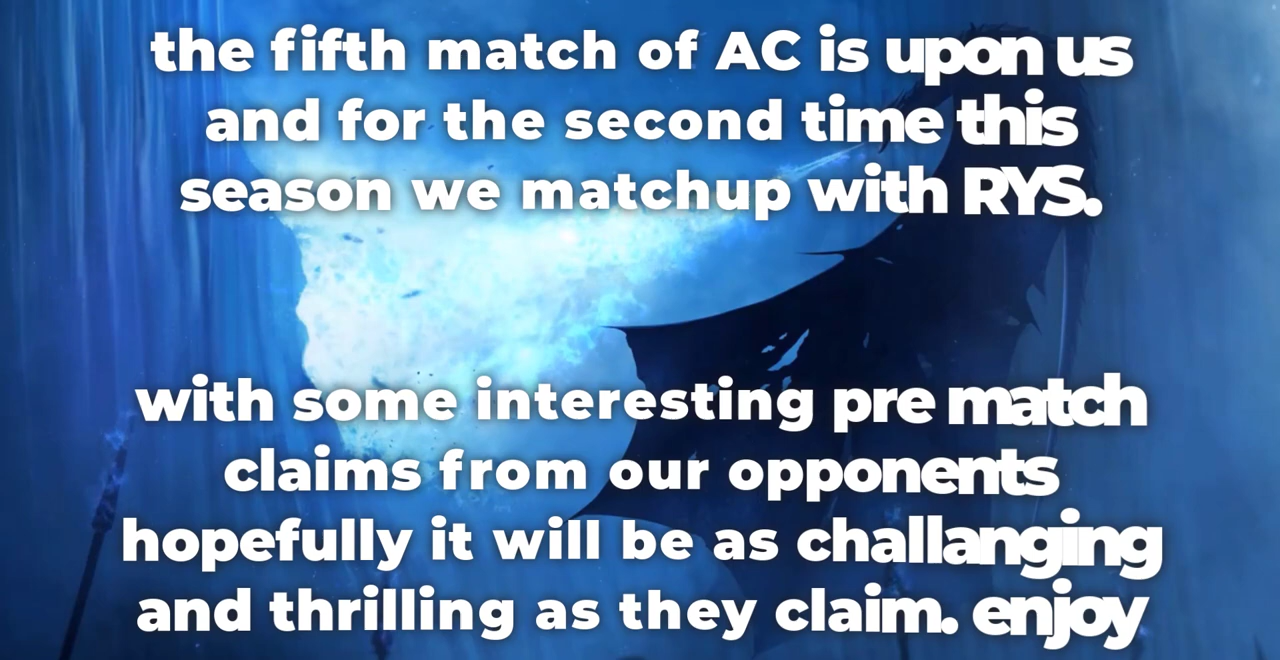 the fifth match of AC is upon us
and for the second time this
season we matchup with RYS.
with some interesting pre match
claims from our opponents
hopefully it will be as challanging
and thrilling as they claim. enjoy